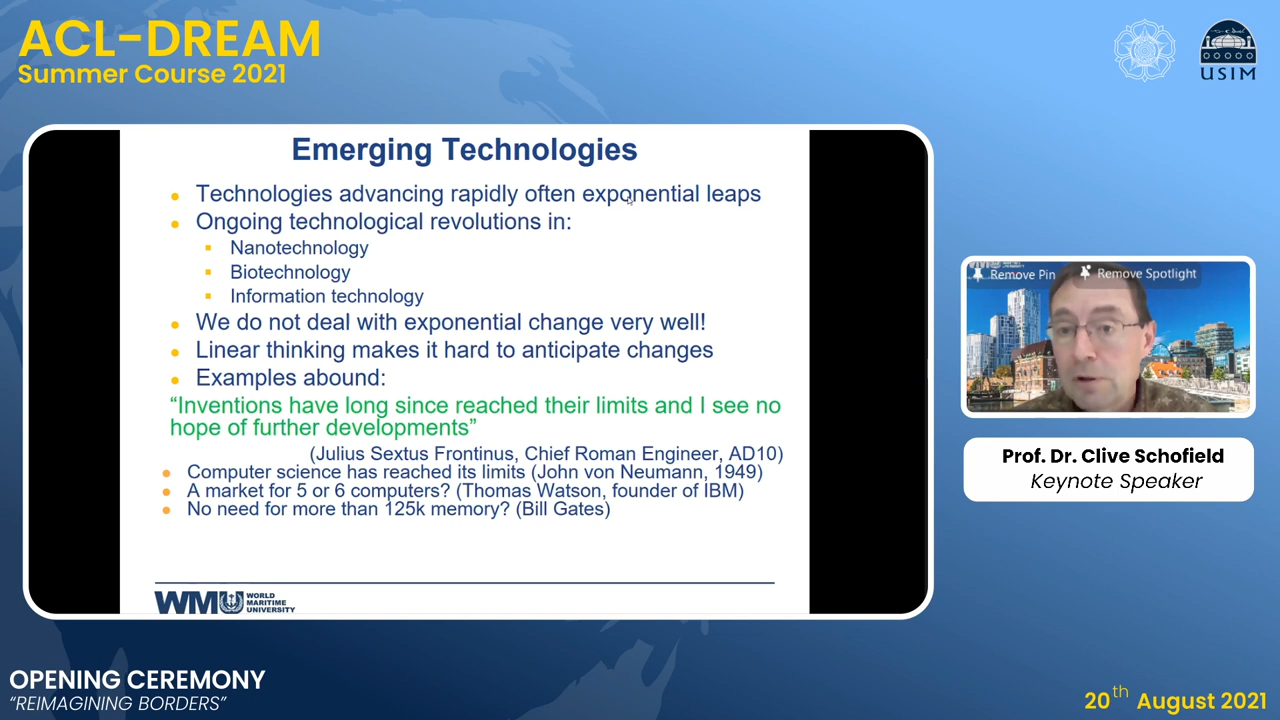 ACL-DREAM
Summer Course 2021
USIM
Emerging Technologies
Technologies advancing rapidly often exponential leaps
Ongoing technological revolutions in:
Nanotechnology
Biotechnology
Information technology
We do not deal with exponential change very well!
Linear thinking makes it hard to anticipate changes
Examples abound:
“Inventions have long since reached their limits and I see no
hope of further developments”
(Julius Sextus Frontinus, Chief Roman Engineer, AD10)
Computer science has reached its limits (John von Neumann, 1949)
A market for 5 or 6 computers? (Thomas Watson, founder of IBM)
No need for more than 125k memory? (Bill Gates)
WMU WORLD
MARITIME
UNIVERSITY
Remove Pin Remove Spotlight
Prof. Dr. Clive Schofield
Keynote Speaker
OPENING CEREMONY
“REIMAGINING BORDERS”
20th August 2021